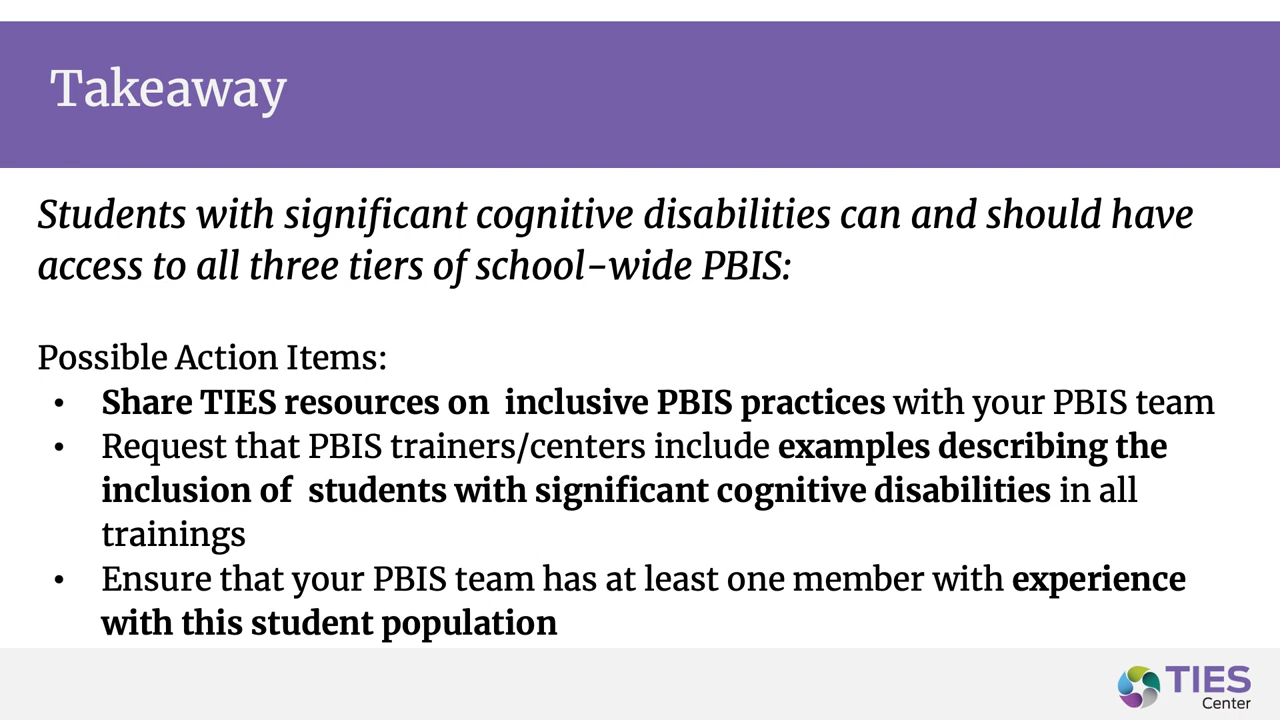 Takeaway
Students with significant cognitive disabilities can and should have
access to all three tiers of school-wide PBIS:
Possible Action Items:
• Share TIES resources on  inclusive PBIS practices with your PBIS team
• Request that PBIS trainers/centers include examples describing the
inclusion of  students with significant cognitive disabilities in all
trainings
• Ensure that your PBIS team has at least one member with experience
with this student population
TIES
Center